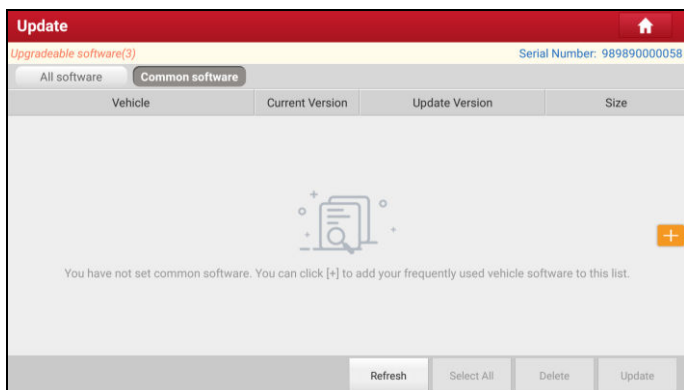 Update
Upgradeable software(3)
Serial Number: 989890000058
All software
Common software
Vehicle
Current Version
Update Version
Size
+
You have not set common software. You can click [+] to add your frequently used vehicle software to this list.
Refresh
Select All
Delete
Update